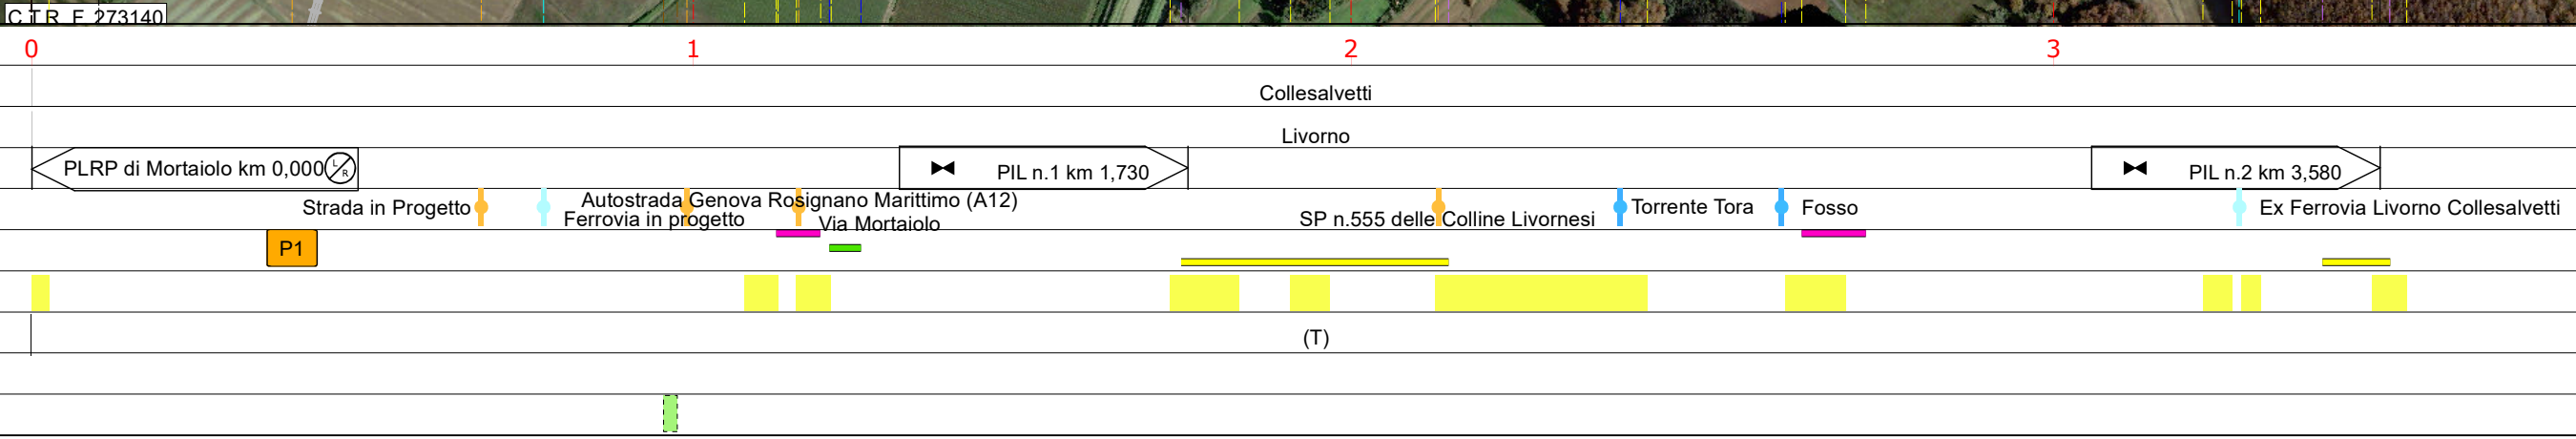 C.T.R. F. 273140
0 1 2 3
Collesalvetti
Livorno
PLRP di Mortaiolo km 0,000 L/R
PIL n.1 km 1,730
PIL n.2 km 3,580
Strada in Progetto
Autostrada Genova Rosignano Marittimo (A12)
Ferrovia in progetto
Via Mortaiolo
SP n.555 delle Colline Livornesi
Torrente Tora
Fosso
Ex Ferrovia Livorno Collesalvetti
P1
(T)